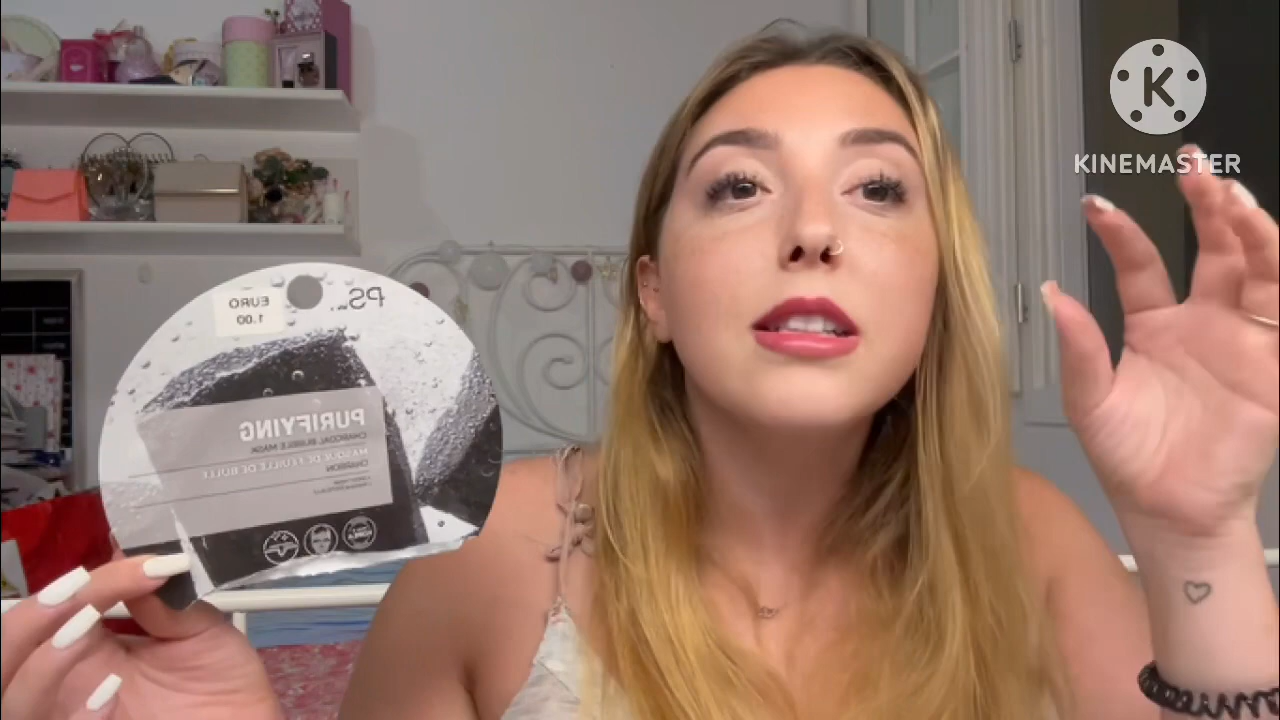 KINEMASTER
PS...
EURO
1.00
PURIFYING
CHARCOAL BUBBLE MASK
MASQUE DE FEUILLE DE BULLE
CHARBON